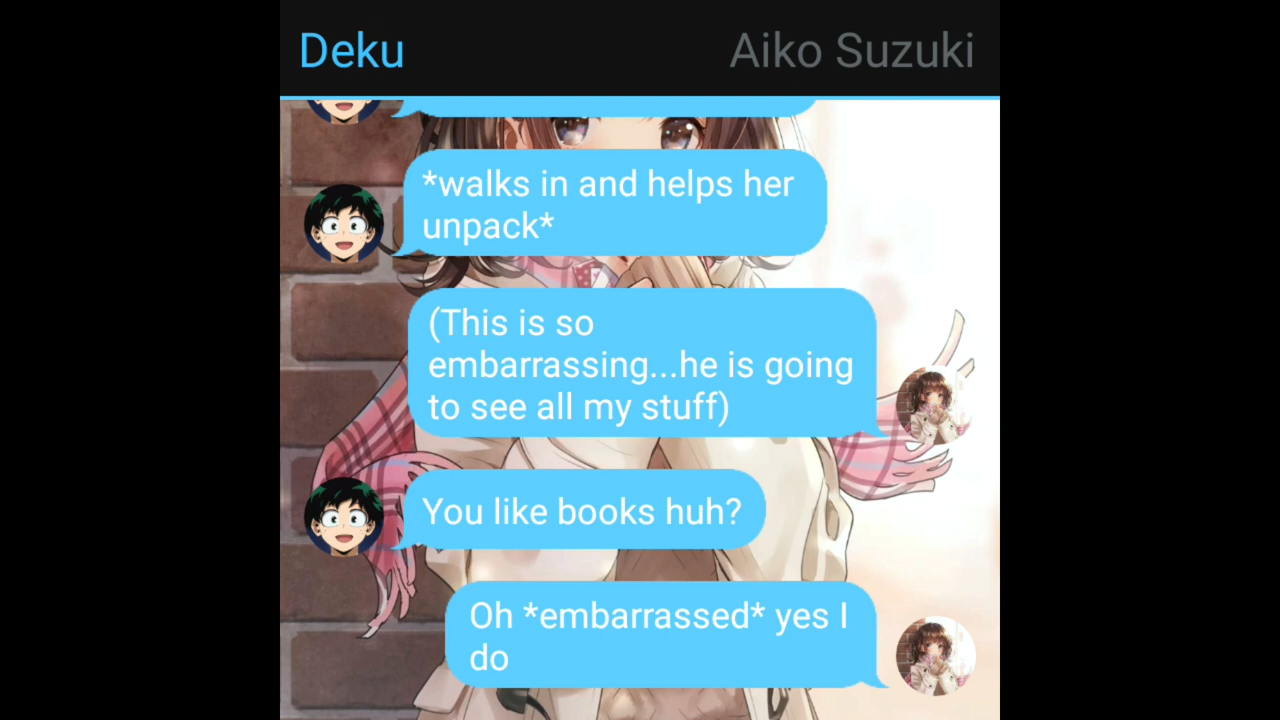 Deku Aiko Suzuki
*walks in and helps her
unpack*
(This is so
embarrassing...he is going
to see all my stuff)
You like books huh?
Oh *embarrassed* yes I
do